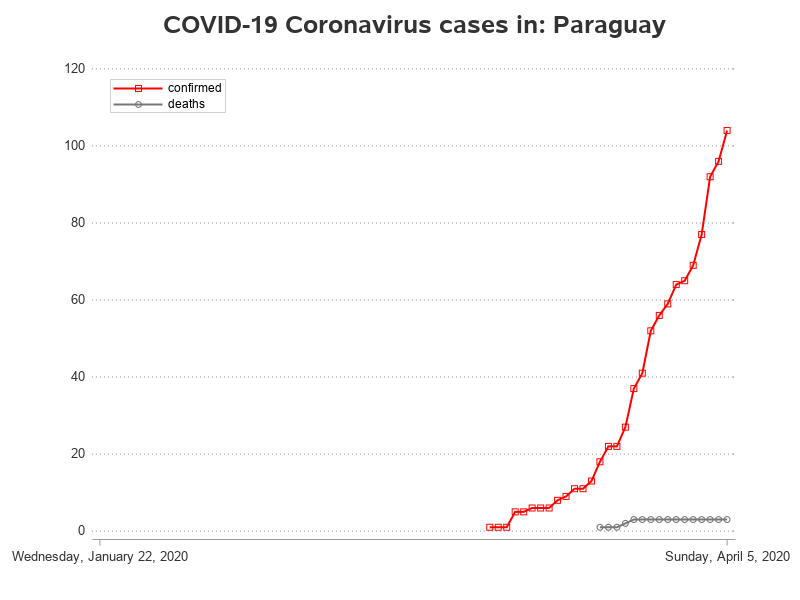 COVID-19 Coronavirus cases in: Paraguay
120
confirmed
deaths
100
80
60
40
20
0
Wednesday, January 22, 2020 Sunday, April 5, 2020